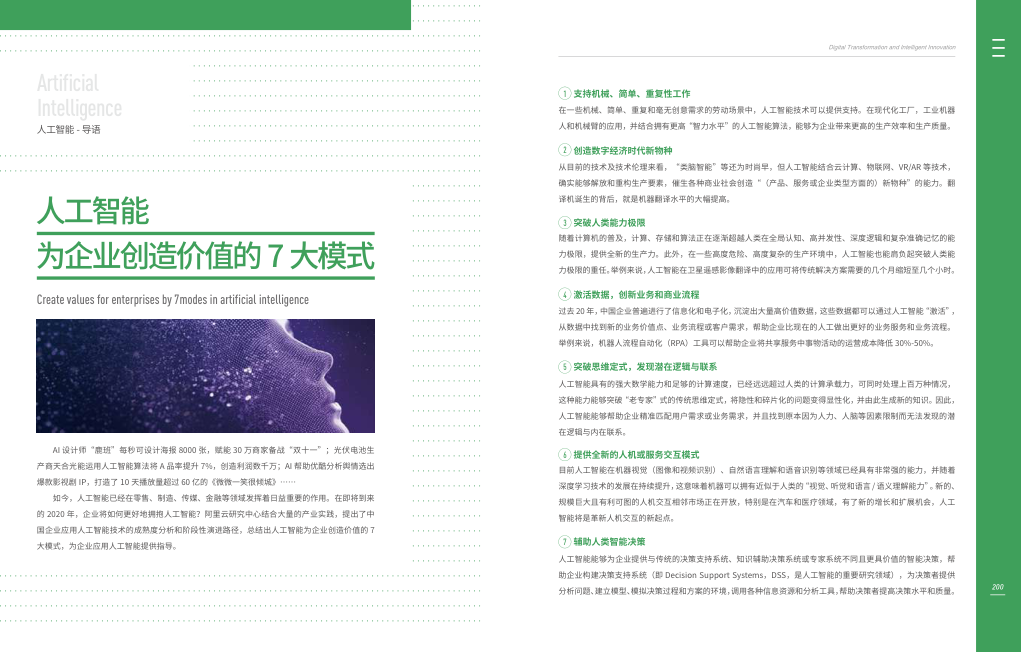 Artificial
Intelligence
人工智能 - 导语
人工智能
为企业创造价值的 7 大模式
Create values for enterprises by 7modes in artificial intelligence
AI 设计师“鹿班”每秒可设计海报 8000 张，赋能 30 万商家备战“双十一”；光伏电池生
产商天合光能运用人工智能算法将 A 品率提升 7%，创造利润数千万；AI 帮助优酷分析舆情选出
爆款影视剧 IP，打造了 10 天播放量超过 60 亿的《微微一笑很倾城》……
如今，人工智能已经在零售、制造、传媒、金融等领域发挥着日益重要的作用。在即将到来
的 2020 年，企业将如何更好地拥抱人工智能？阿里云研究中心结合大量的产业实践，提出了中
国企业应用人工智能技术的成熟度分析和阶段性演进路径，总结出人工智能为企业创造价值的 7
大模式，为企业应用人工智能提供指导。
Digital Transformation and Intelligent Innovation
1 支持机械、简单、重复性工作
在一些机械、简单、重复和毫无创意需求的劳动场景中，人工智能技术可以提供支持。在现代化工厂，工业机器
人和机械臂的应用，并结合拥有更高“智力水平”的人工智能算法，能够为企业带来更高的生产效率和生产质量。
2 创造数字经济时代新物种
从目前的技术及技术伦理来看，“类脑智能”等还为时尚早，但人工智能结合云计算、物联网、VR/AR 等技术，
确实能够解放和重构生产要素，催生各种商业社会创造“（产品、服务或企业类型方面的）新物种”的能力。翻
译机诞生的背后，就是机器翻译水平的大幅提高。
3 突破人类能力极限
随着计算机的普及，计算、存储和算法正在逐渐超越人类在全局认知、高并发性、深度逻辑和复杂准确记忆的能
力极限，提供全新的生产力。此外，在一些高度危险、高度复杂的生产环境中，人工智能也能肩负起突破人类能
力极限的重任。举例来说，人工智能在卫星遥感影像翻译中的应用可将传统解决方案需要的几个月缩短至几个小时。
4 激活数据，创新业务和商业流程
过去 20 年，中国企业普遍进行了信息化和电子化，沉淀出大量高价值数据，这些数据都可以通过人工智能“激活”，
从数据中找到新的业务价值点、业务流程或客户需求，帮助企业比现在的人工做出更好的业务服务和业务流程。
举例来说，机器人流程自动化（RPA）工具可以帮助企业将共享服务中事物活动的运营成本降低 30%-50%。
5 突破思维定式，发现潜在逻辑与联系
人工智能具有的强大数学能力和足够的计算速度，已经远远超过人类的计算承载力，可同时处理上百万种情况，
这种能力能够突破“老专家”式的传统思维定式，将隐性和碎片化的问题变得显性化，并由此生成新的知识。因此，
人工智能能够帮助企业精准匹配用户需求或业务需求，并且找到原本因为人力、人脑等因素限制而无法发现的潜
在逻辑与内在联系。
6 提供全新的人机或服务交互模式
目前人工智能在机器视觉（图像和视频识别）、自然语言理解和语音识别等领域已经具有非常强的能力，并随着
深度学习技术的发展在持续提升，这意味着机器可以拥有近似于人类的“视觉、听觉和语言 / 语义理解能力”。新的、
规模巨大且有利可图的人机交互相邻市场正在开放，特别是在汽车和医疗领域，有了新的增长和扩展机会，人工
智能将是革新人机交互的新起点。
7 辅助人类智能决策
人工智能能够为企业提供与传统的决策支持系统、知识辅助决策系统或专家系统不同且更具价值的智能决策，帮
助企业构建决策支持系统（即 Decision Support Systems，DSS，是人工智能的重要研究领域），为决策者提供
分析问题、建立模型、模拟决策过程和方案的环境，调用各种信息资源和分析工具，帮助决策者提高决策水平和质量。
200